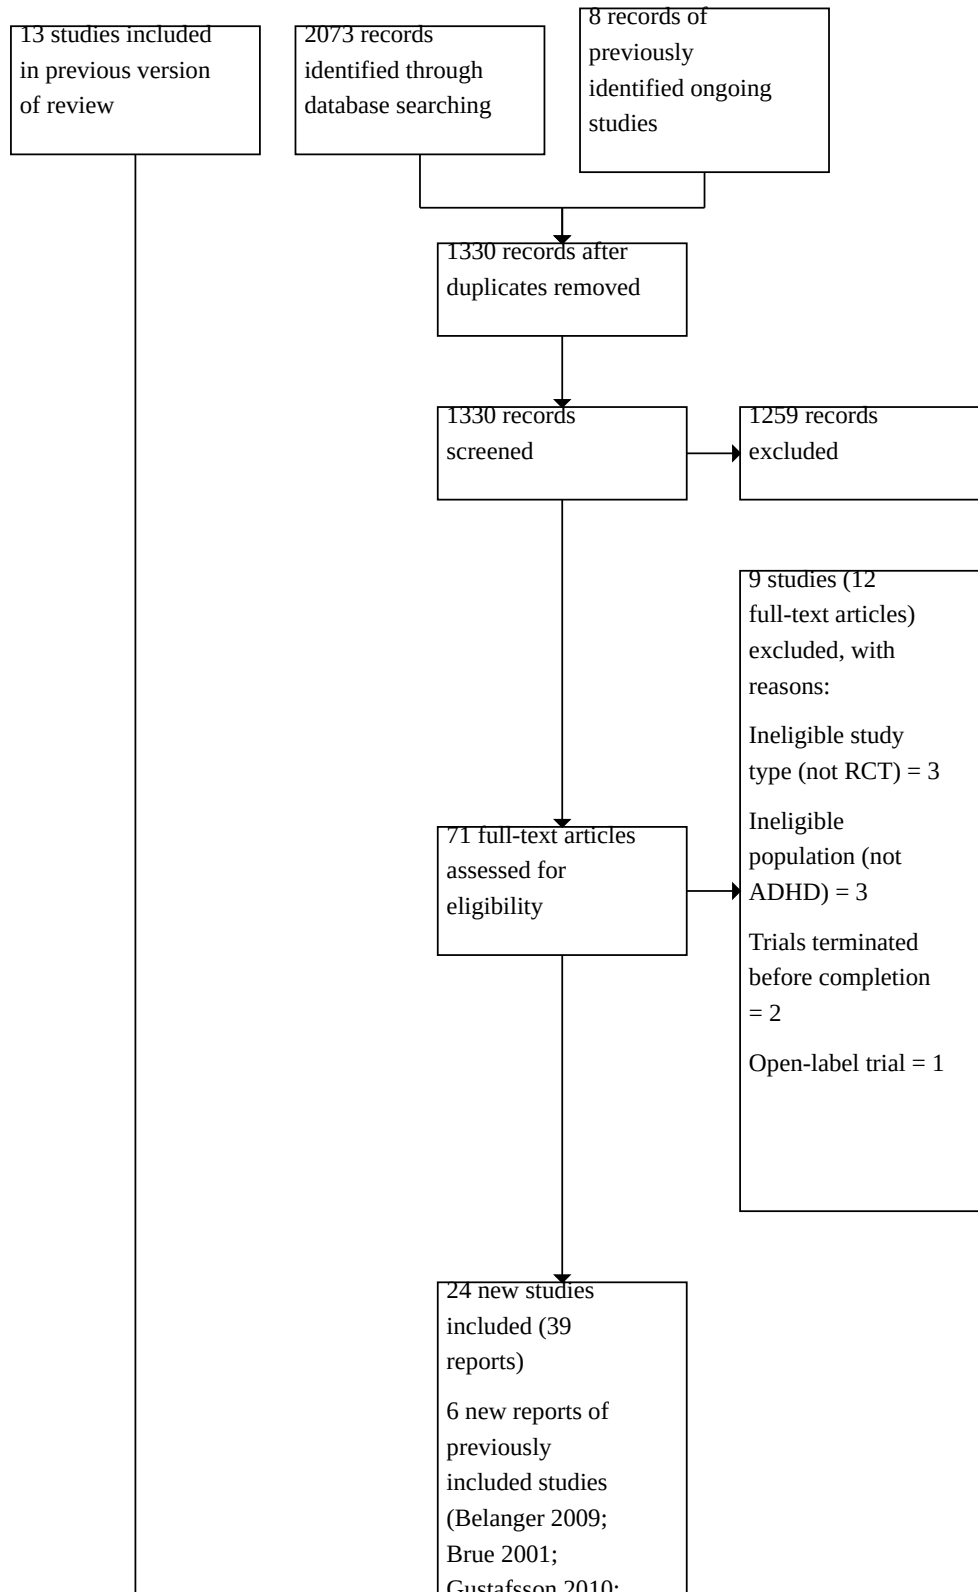 13 studies included
in previous version
of review
2073 records
identified through
database searching
8 records of
previously
identified ongoing
studies
1330 records after
duplicates removed
1330 records
screened
1259 records
excluded
9 studies (12
full-text articles)
excluded, with
reasons:
Ineligible study
type (not RCT) = 3
Ineligible
population (not
ADHD) = 3
Trials terminated
before completion
= 2
Open-label trial = 1
71 full-text articles
assessed for
eligibility
24 new studies
included (39
reports)
6 new reports of
previously
included studies
(Belanger 2009;
Brue 2001;
Gustafsson 2010;